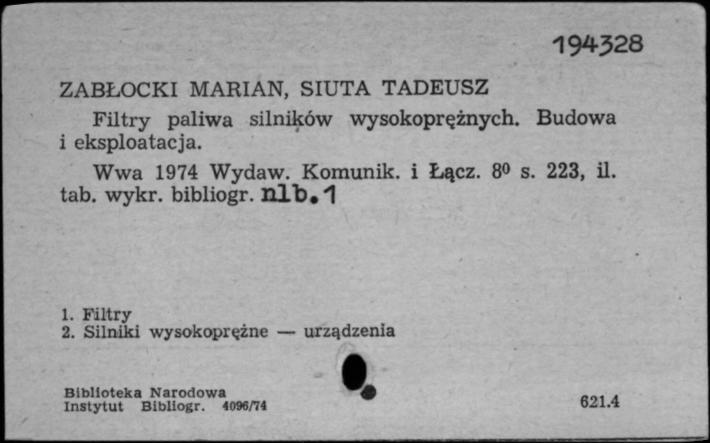 194328
ZABŁOCKI MARIAN, SIUTA TADEUSZ
Filtry paliwa silników wysokoprężnych. Budowa
i eksploatacja.
Wwa 1974 Wydaw. Komunik. i Łącz. 8⁰ s. 223, il.
tab. wykr. bibliogr. nlb.1
1. Filtry
2. Silniki wysokoprężne — urządzenia
Biblioteka Narodowa
Instytut Bibliogr. 4096/74
621.4